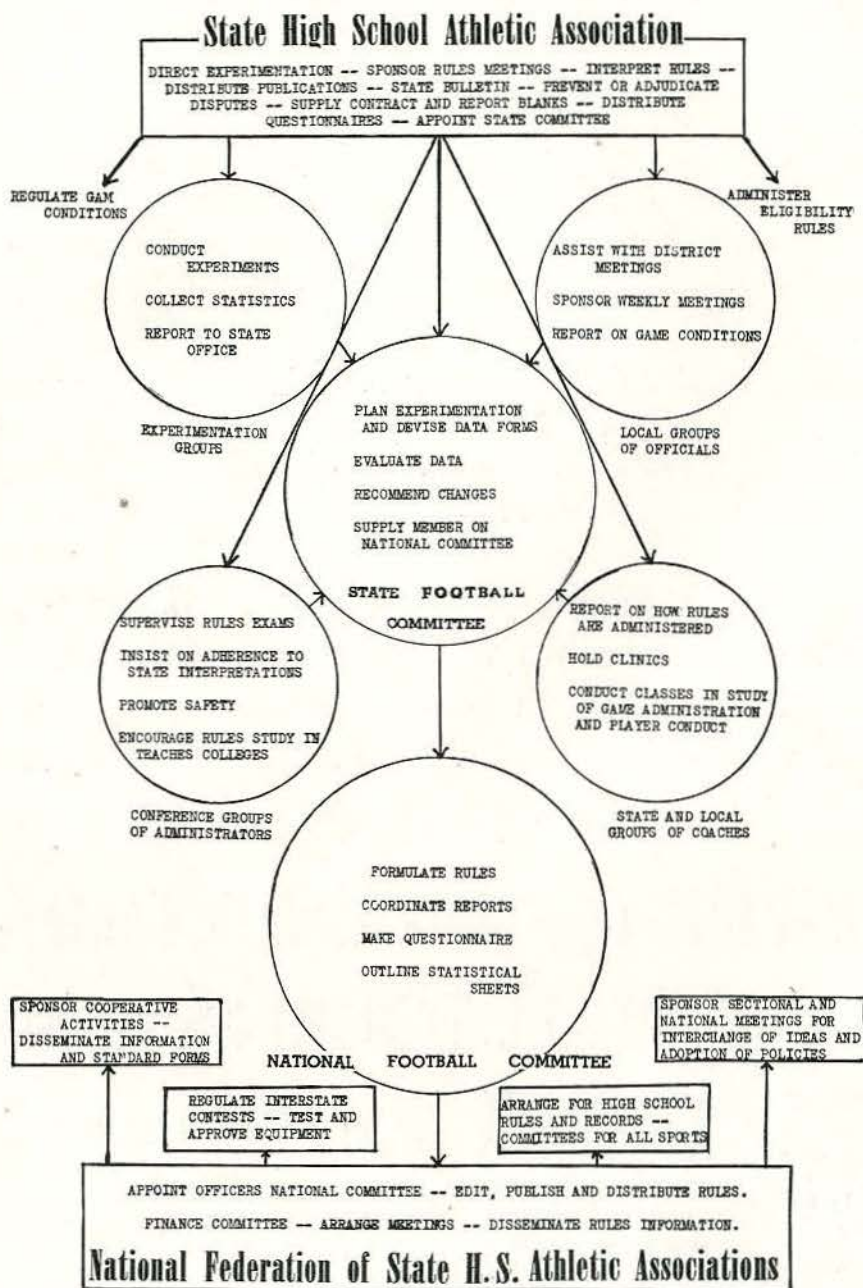 State High School Athletic Association
DIRECT EXPERIMENTATION -- SPONSOR RULES MEETINGS -- INTERPRET RULES --
DISTRIBUTE PUBLICATIONS -- STATE BULLETIN -- PREVENT OR ADJUDICATE
DISPUTES -- SUPPLY CONTRACT AND REPORT BLANKS -- DISTRIBUTE
QUESTIONNAIRES -- APPOINT STATE COMMITTEE
REGULATE GAM
CONDITIONS
ADMINISTER
ELIGIBILITY
RULES
CONDUCT
EXPERIMENTS
COLLECT STATISTICS
REPORT TO STATE
OFFICE
EXPERIMENTATION
GROUPS
ASSIST WITH DISTRICT
MEETINGS
SPONSOR WEEKLY MEETINGS
REPORT ON GAME CONDITIONS
LOCAL GROUPS
OF OFFICIALS
PLAN EXPERIMENTATION
AND DEVISE DATA FORMS
EVALUATE DATA
RECOMMEND CHANGES
SUPPLY MEMBER ON
NATIONAL COMMITTEE
STATE FOOTBALL
COMMITTEE
SUPERVISE RULES EXAMS
INSIST ON ADHERENCE TO
STATE INTERPRETATIONS
PROMOTE SAFETY
ENCOURAGE RULES STUDY IN
TEACHES COLLEGES
CONFERENCE GROUPS
OF ADMINISTRATORS
REPORT ON HOW RULES
ARE ADMINISTERED
HOLD CLINICS
CONDUCT CLASSES IN STUDY
OF GAME ADMINISTRATION
AND PLAYER CONDUCT
STATE AND LOCAL
GROUPS OF COACHES
FORMULATE RULES
COORDINATE REPORTS
MAKE QUESTIONNAIRE
OUTLINE STATISTICAL
SHEETS
NATIONAL FOOTBALL COMMITTEE
SPONSOR COOPERATIVE
ACTIVITIES --
DISSEMINATE INFORMATION
AND STANDARD FORMS
SPONSOR SECTIONAL AND
NATIONAL MEETINGS FOR
INTERCHANGE OF IDEAS AND
ADOPTION OF POLICIES
REGULATE INTERSTATE
CONTESTS -- TEST AND
APPROVE EQUIPMENT
ARRANGE FOR HIGH SCHOOL
RULES AND RECORDS --
COMMITTEES FOR ALL SPORTS
APPOINT OFFICERS NATIONAL COMMITTEE -- EDIT, PUBLISH AND DISTRIBUTE RULES.
FINANCE COMMITTEE -- ARRANGE MEETINGS -- DISSEMINATE RULES INFORMATION.
National Federation of State H.S. Athletic Associations